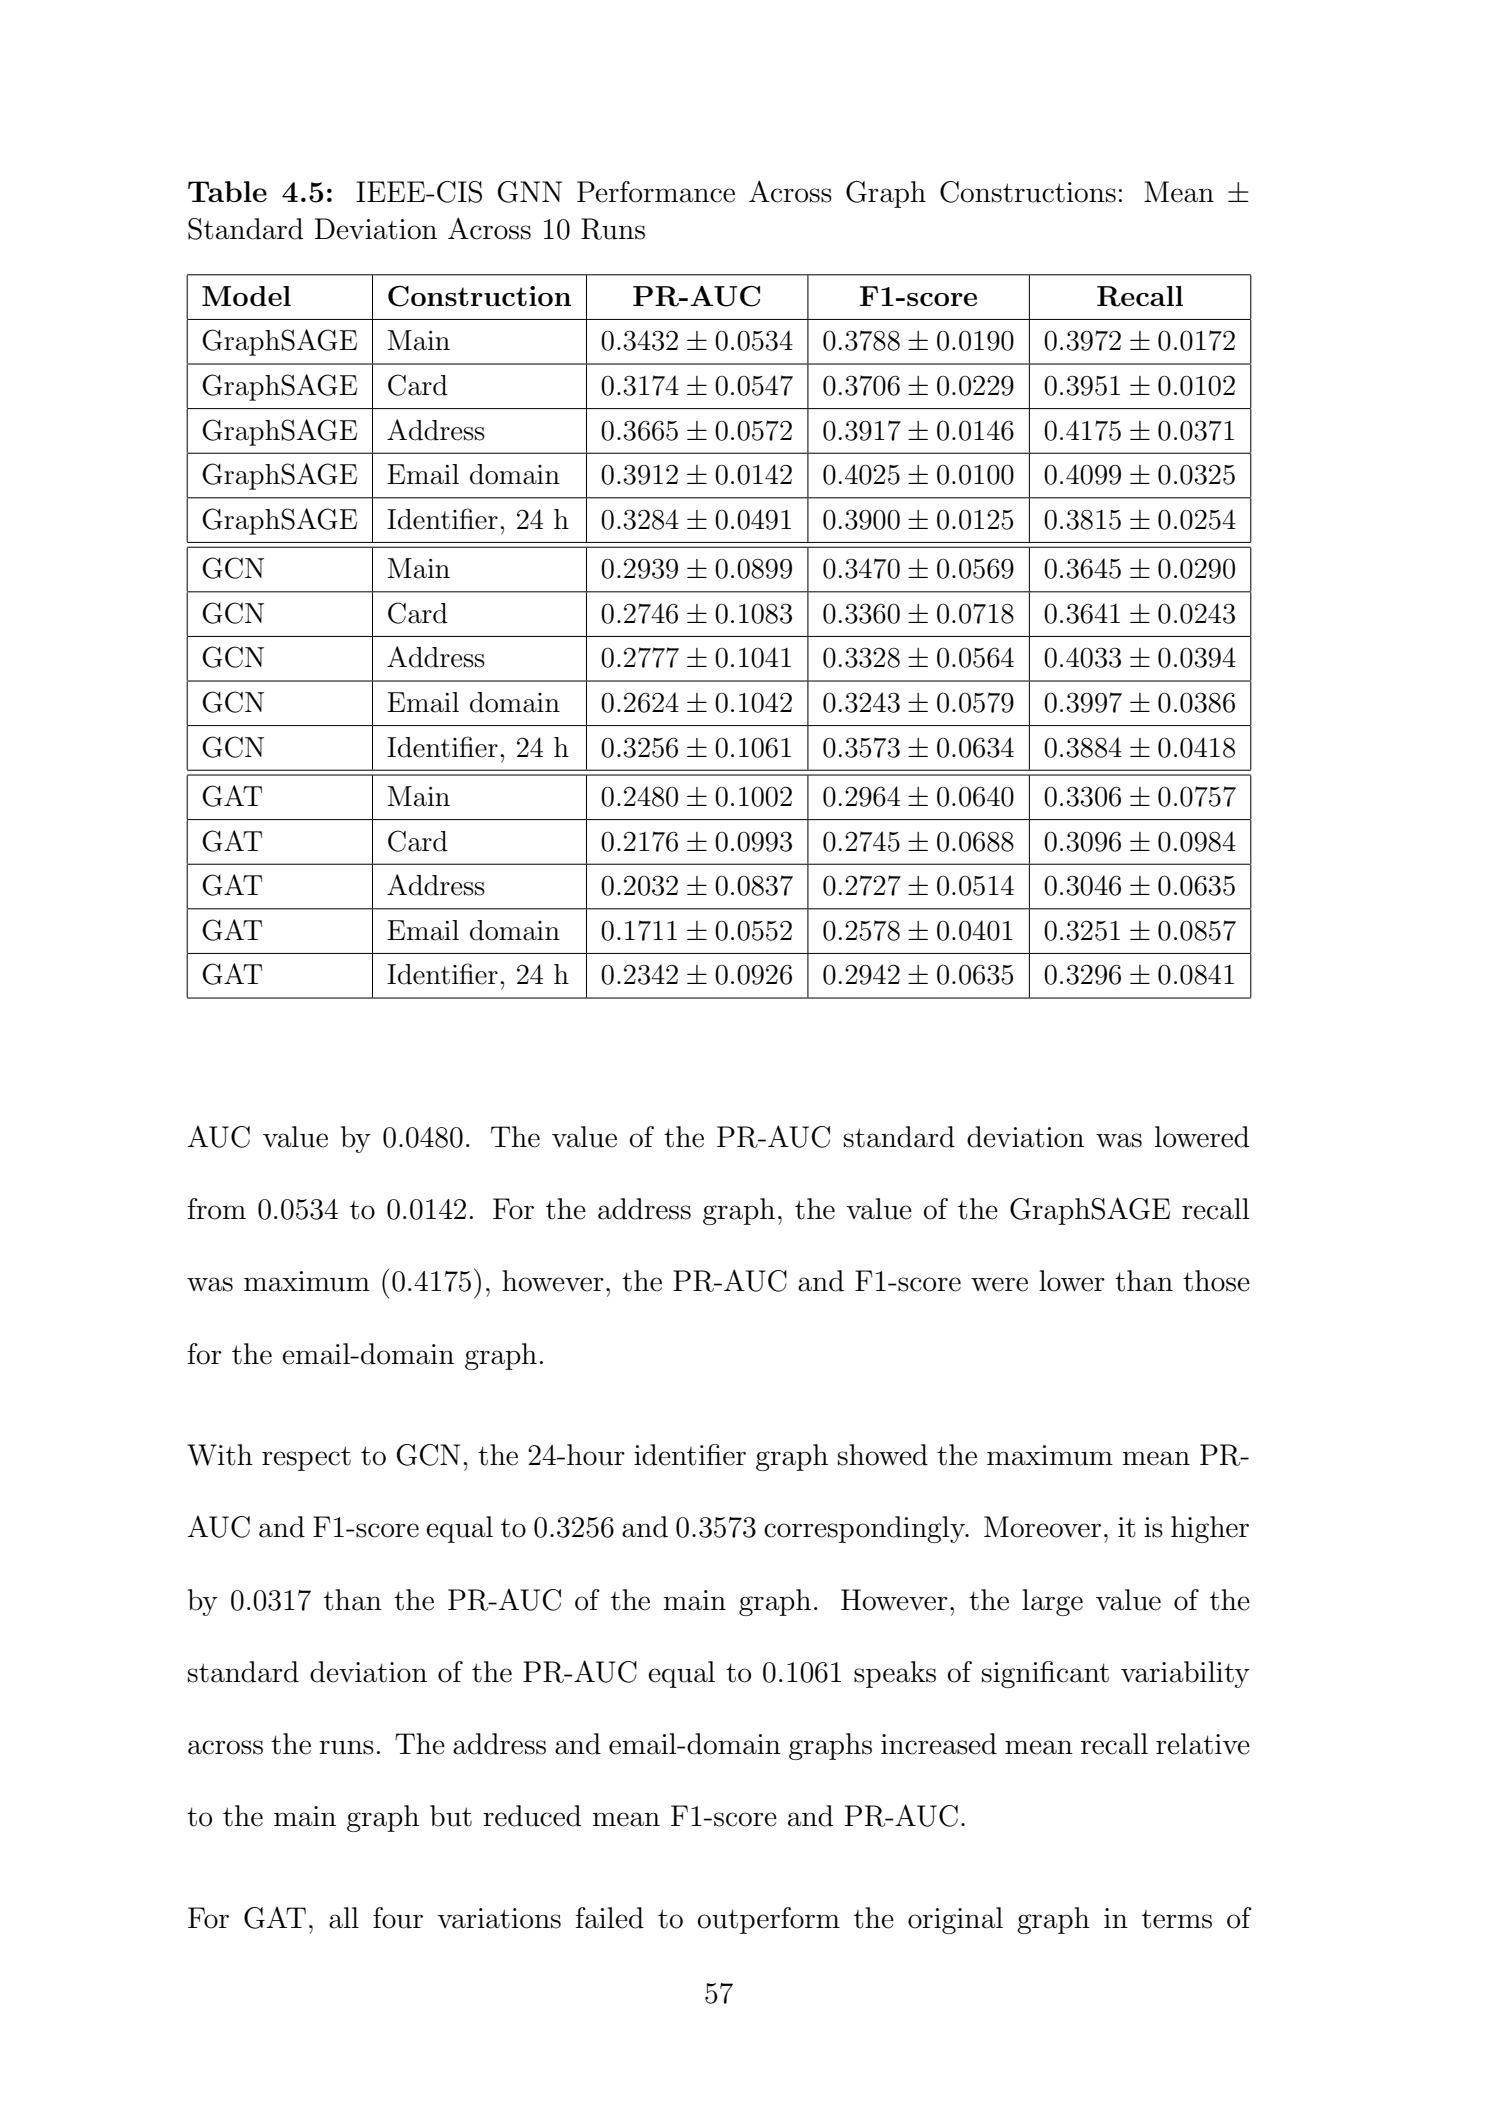 Table 4.5: IEEE-CIS GNN Performance Across Graph Constructions: Mean ±
Standard Deviation Across 10 Runs
Model Construction PR-AUC F1-score Recall
GraphSAGE Main 0.3432 ± 0.0534 0.3788 ± 0.0190 0.3972 ± 0.0172
GraphSAGE Card 0.3174 ± 0.0547 0.3706 ± 0.0229 0.3951 ± 0.0102
GraphSAGE Address 0.3665 ± 0.0572 0.3917 ± 0.0146 0.4175 ± 0.0371
GraphSAGE Email domain 0.3912 ± 0.0142 0.4025 ± 0.0100 0.4099 ± 0.0325
GraphSAGE Identifier, 24 h 0.3284 ± 0.0491 0.3900 ± 0.0125 0.3815 ± 0.0254
GCN Main 0.2939 ± 0.0899 0.3470 ± 0.0569 0.3645 ± 0.0290
GCN Card 0.2746 ± 0.1083 0.3360 ± 0.0718 0.3641 ± 0.0243
GCN Address 0.2777 ± 0.1041 0.3328 ± 0.0564 0.4033 ± 0.0394
GCN Email domain 0.2624 ± 0.1042 0.3243 ± 0.0579 0.3997 ± 0.0386
GCN Identifier, 24 h 0.3256 ± 0.1061 0.3573 ± 0.0634 0.3884 ± 0.0418
GAT Main 0.2480 ± 0.1002 0.2964 ± 0.0640 0.3306 ± 0.0757
GAT Card 0.2176 ± 0.0993 0.2745 ± 0.0688 0.3096 ± 0.0984
GAT Address 0.2032 ± 0.0837 0.2727 ± 0.0514 0.3046 ± 0.0635
GAT Email domain 0.1711 ± 0.0552 0.2578 ± 0.0401 0.3251 ± 0.0857
GAT Identifier, 24 h 0.2342 ± 0.0926 0.2942 ± 0.0635 0.3296 ± 0.0841
AUC value by 0.0480. The value of the PR-AUC standard deviation was lowered
from 0.0534 to 0.0142. For the address graph, the value of the GraphSAGE recall
was maximum (0.4175), however, the PR-AUC and F1-score were lower than those
for the email-domain graph.
With respect to GCN, the 24-hour identifier graph showed the maximum mean PR-
AUC and F1-score equal to 0.3256 and 0.3573 correspondingly. Moreover, it is higher
by 0.0317 than the PR-AUC of the main graph. However, the large value of the
standard deviation of the PR-AUC equal to 0.1061 speaks of significant variability
across the runs. The address and email-domain graphs increased mean recall relative
to the main graph but reduced mean F1-score and PR-AUC.
For GAT, all four variations failed to outperform the original graph in terms of
57